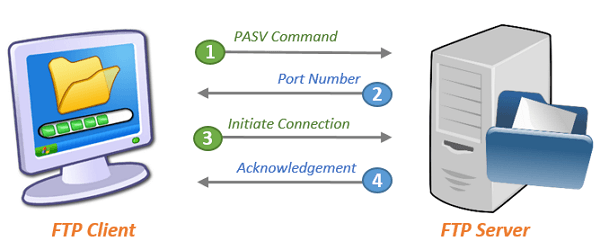 PASV Command
1
Port Number
2
Initiate Connection
3
Acknowledgement
4
FTP Client
FTP Server